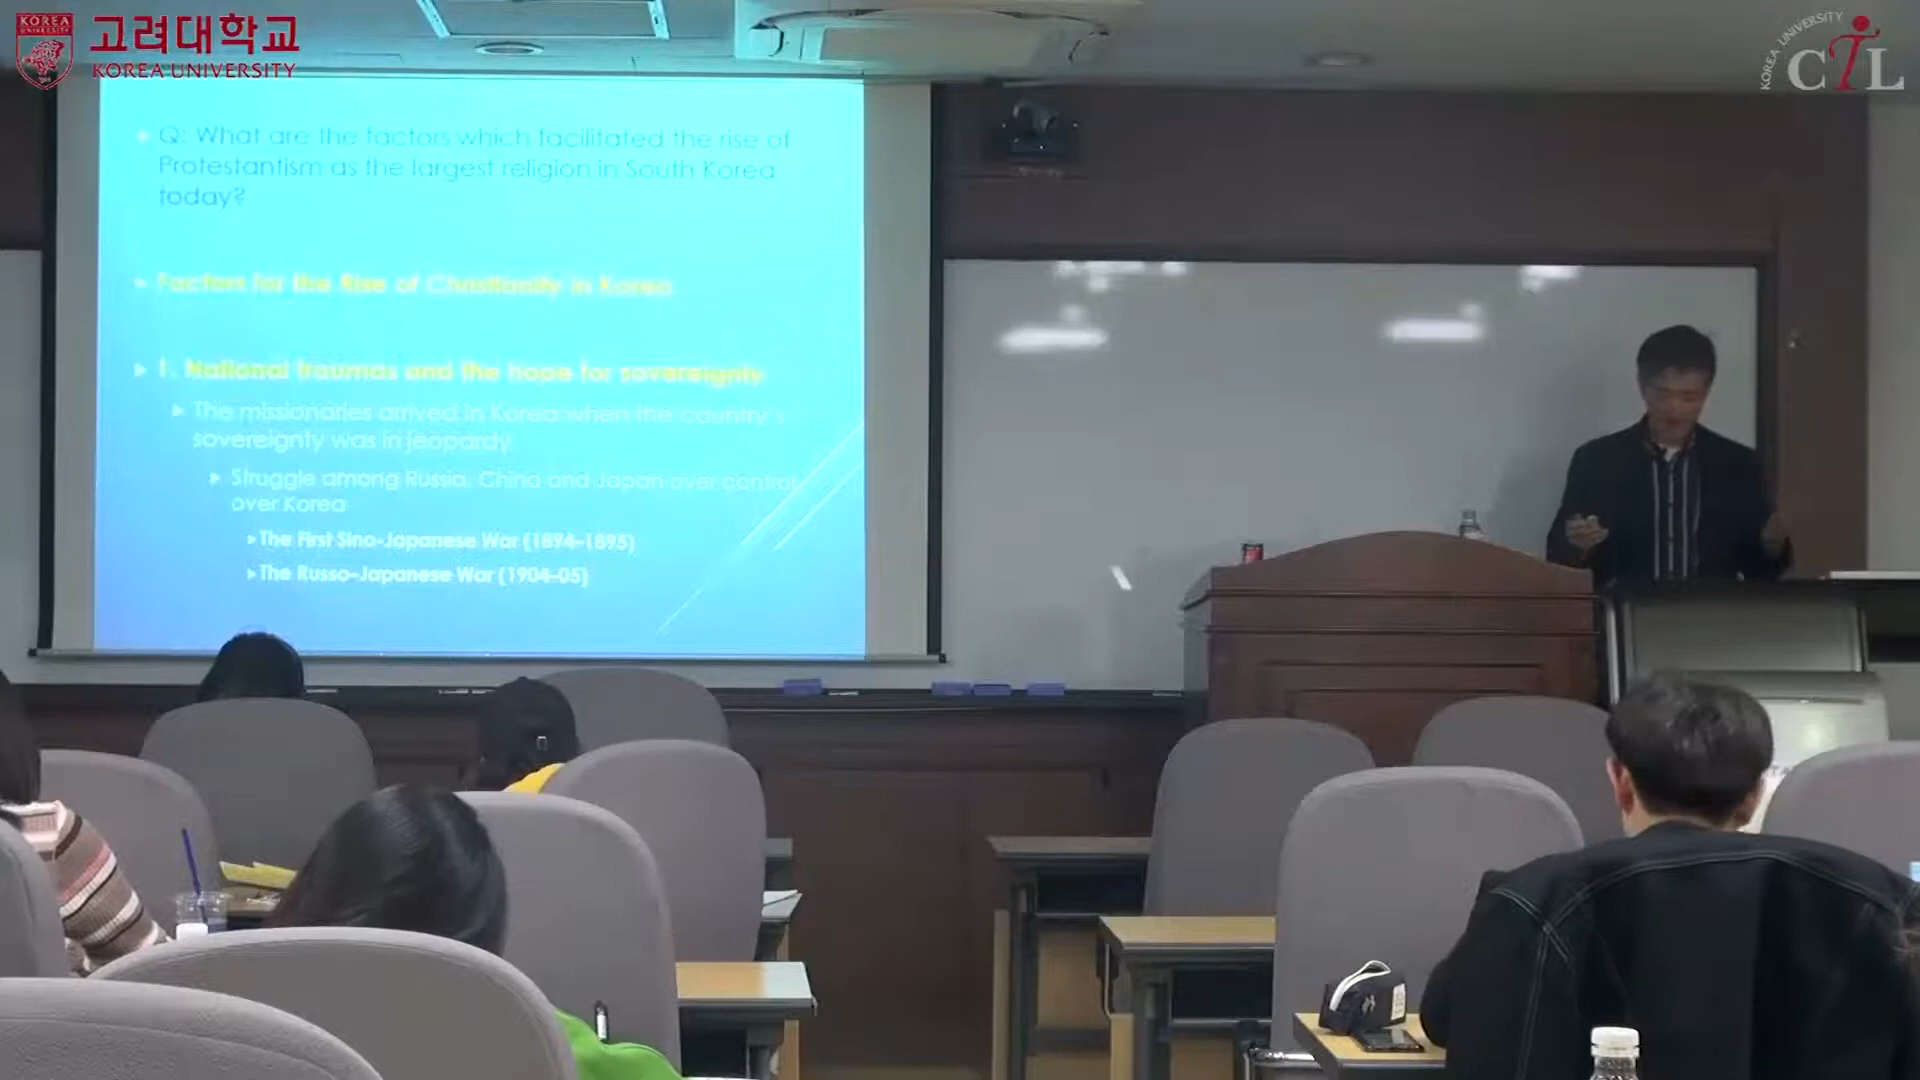 KOREA
UNIVERSITY
고려대학교
KOREA UNIVERSITY
KOREA UNIVERSITY
CTL
Q: What are the factors which facilitated the rise of
Protestantism as the largest religion in South Korea
today?
Factors for the Rise of Christianity in Korea
1. National traumas and the hope for sovereignty
The missionaries arrived in Korea when the country's
sovereignty was in jeopardy
Struggle among Russia, China and Japan over control
over Korea
The First Sino-Japanese War (1894-1895)
The Russo-Japanese War (1904-05)